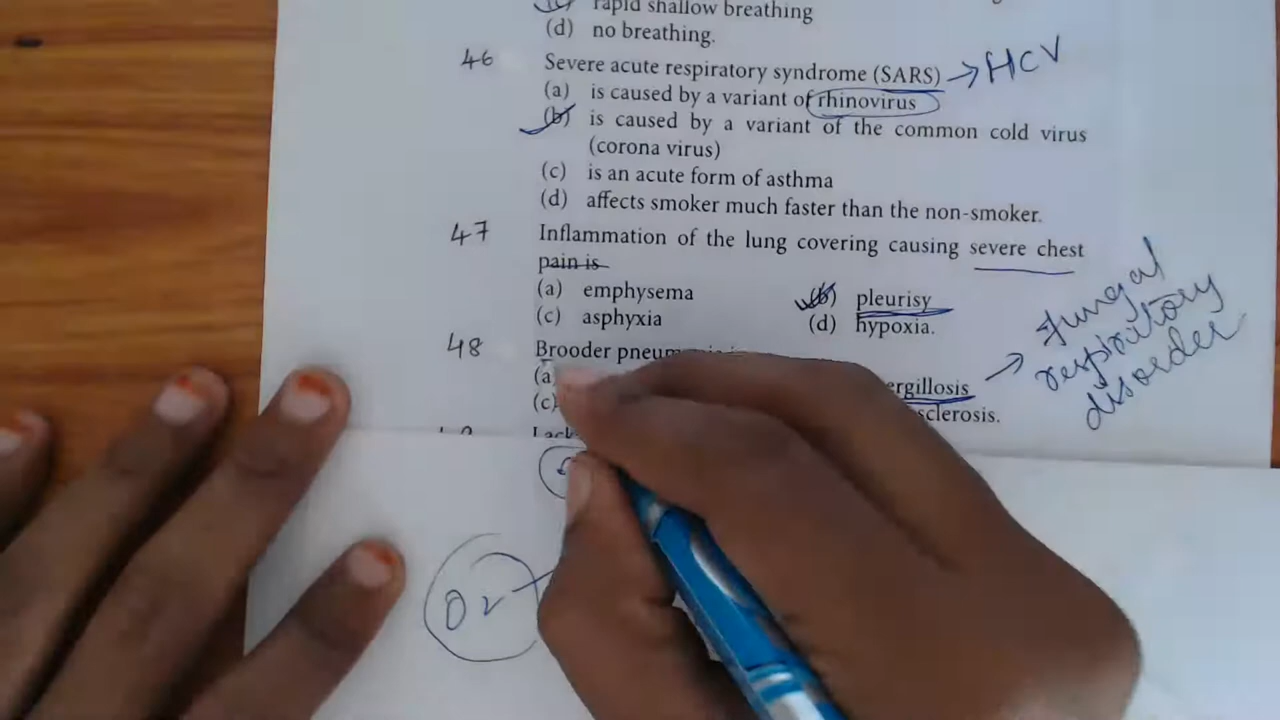 rapid shallow breathing
(d) no breathing.
46 Severe acute respiratory syndrome (SARS) → HCV
(a) is caused by a variant of rhinovirus
(b) is caused by a variant of the common cold virus
(corona virus)
(c) is an acute form of asthma
(d) affects smoker much faster than the non-smoker.
47 Inflammation of the lung covering causing severe chest
pain is
(a) emphysema (b) pleurisy
(c) asphyxia (d) hypoxia.
48 Brooder
(a) ergillosis → fungal respiratory disorder
(c) sclerosis.
O2